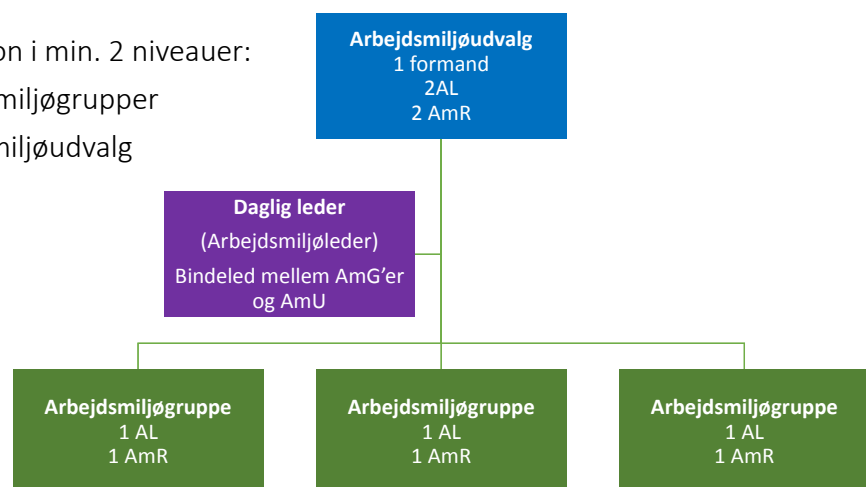 on i min. 2 niveauer:
miljøgrupper
niljøudvalg
Arbejdsmiljøudvalg
1 formand
2AL
2 AmR
Daglig leder
(Arbejdsmiljøleder)
Bindeled mellem AmG’er
og AmU
Arbejdsmiljøgruppe
1 AL
1 AmR
Arbejdsmiljøgruppe
1 AL
1 AmR
Arbejdsmiljøgruppe
1 AL
1 AmR